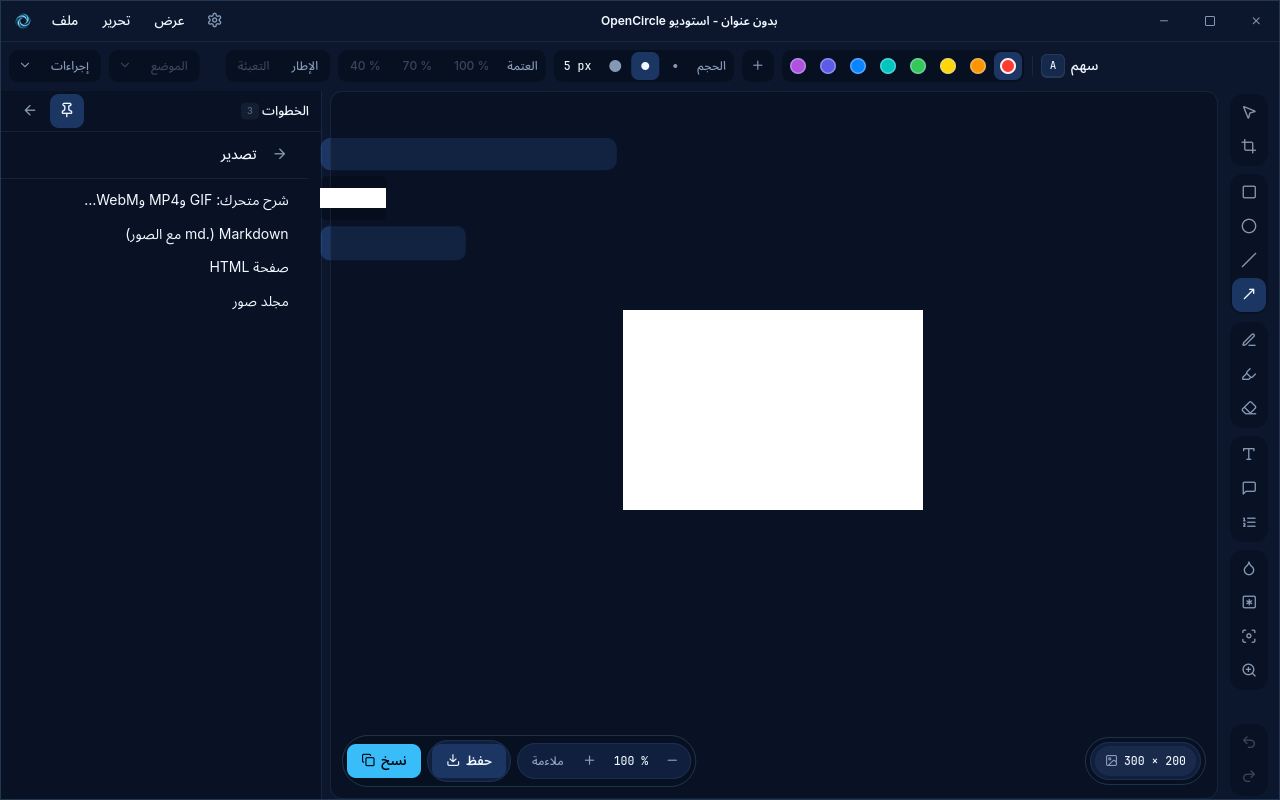 بدون عنوان - استوديو OpenCircle
ملف
تحرير
عرض
سهم
A
الحجم
5 px
العتمة
100 %
70 %
40 %
الإطار
التعبئة
الموضع
إجراءات
الخطوات 3
تصدير
شرح متحرك: GIF وMP4 وWebM...
Markdown (.md مع الصور)
صفحة HTML
مجلد صور
نسخ
حفظ
ملاءمة
100 %
300 × 200